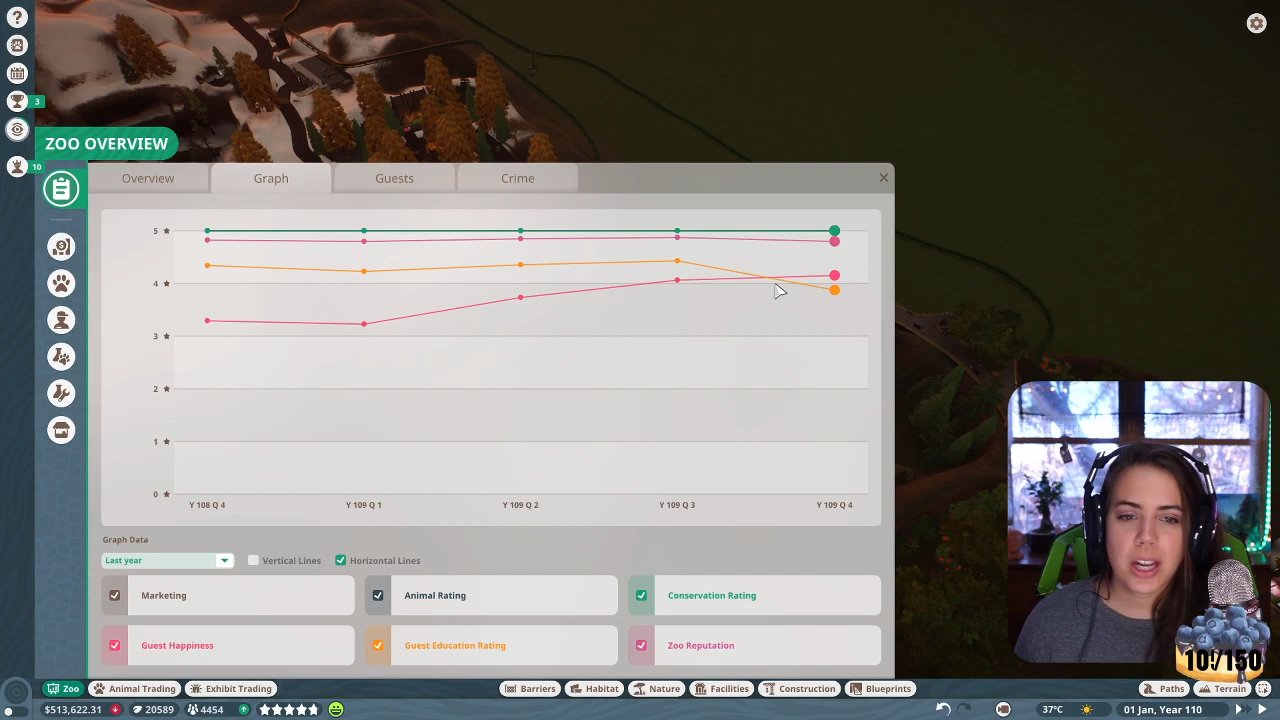 3
ZOO OVERVIEW
10
Overview
Graph
Guests
Crime
5
4
3
2
1
0
Y 108 Q 4
Y 109 Q 1
Y 109 Q 2
Y 109 Q 3
Y 109 Q 4
Graph Data
Last year
Vertical Lines
Horizontal Lines
Marketing
Animal Rating
Conservation Rating
Guest Happiness
Guest Education Rating
Zoo Reputation
Zoo
Animal Trading
Exhibit Trading
Barriers
Habitat
Nature
Facilities
Construction
Blueprints
Paths
Terrain
$513,622.31
20589
4454
37°C
01 Jan, Year 110